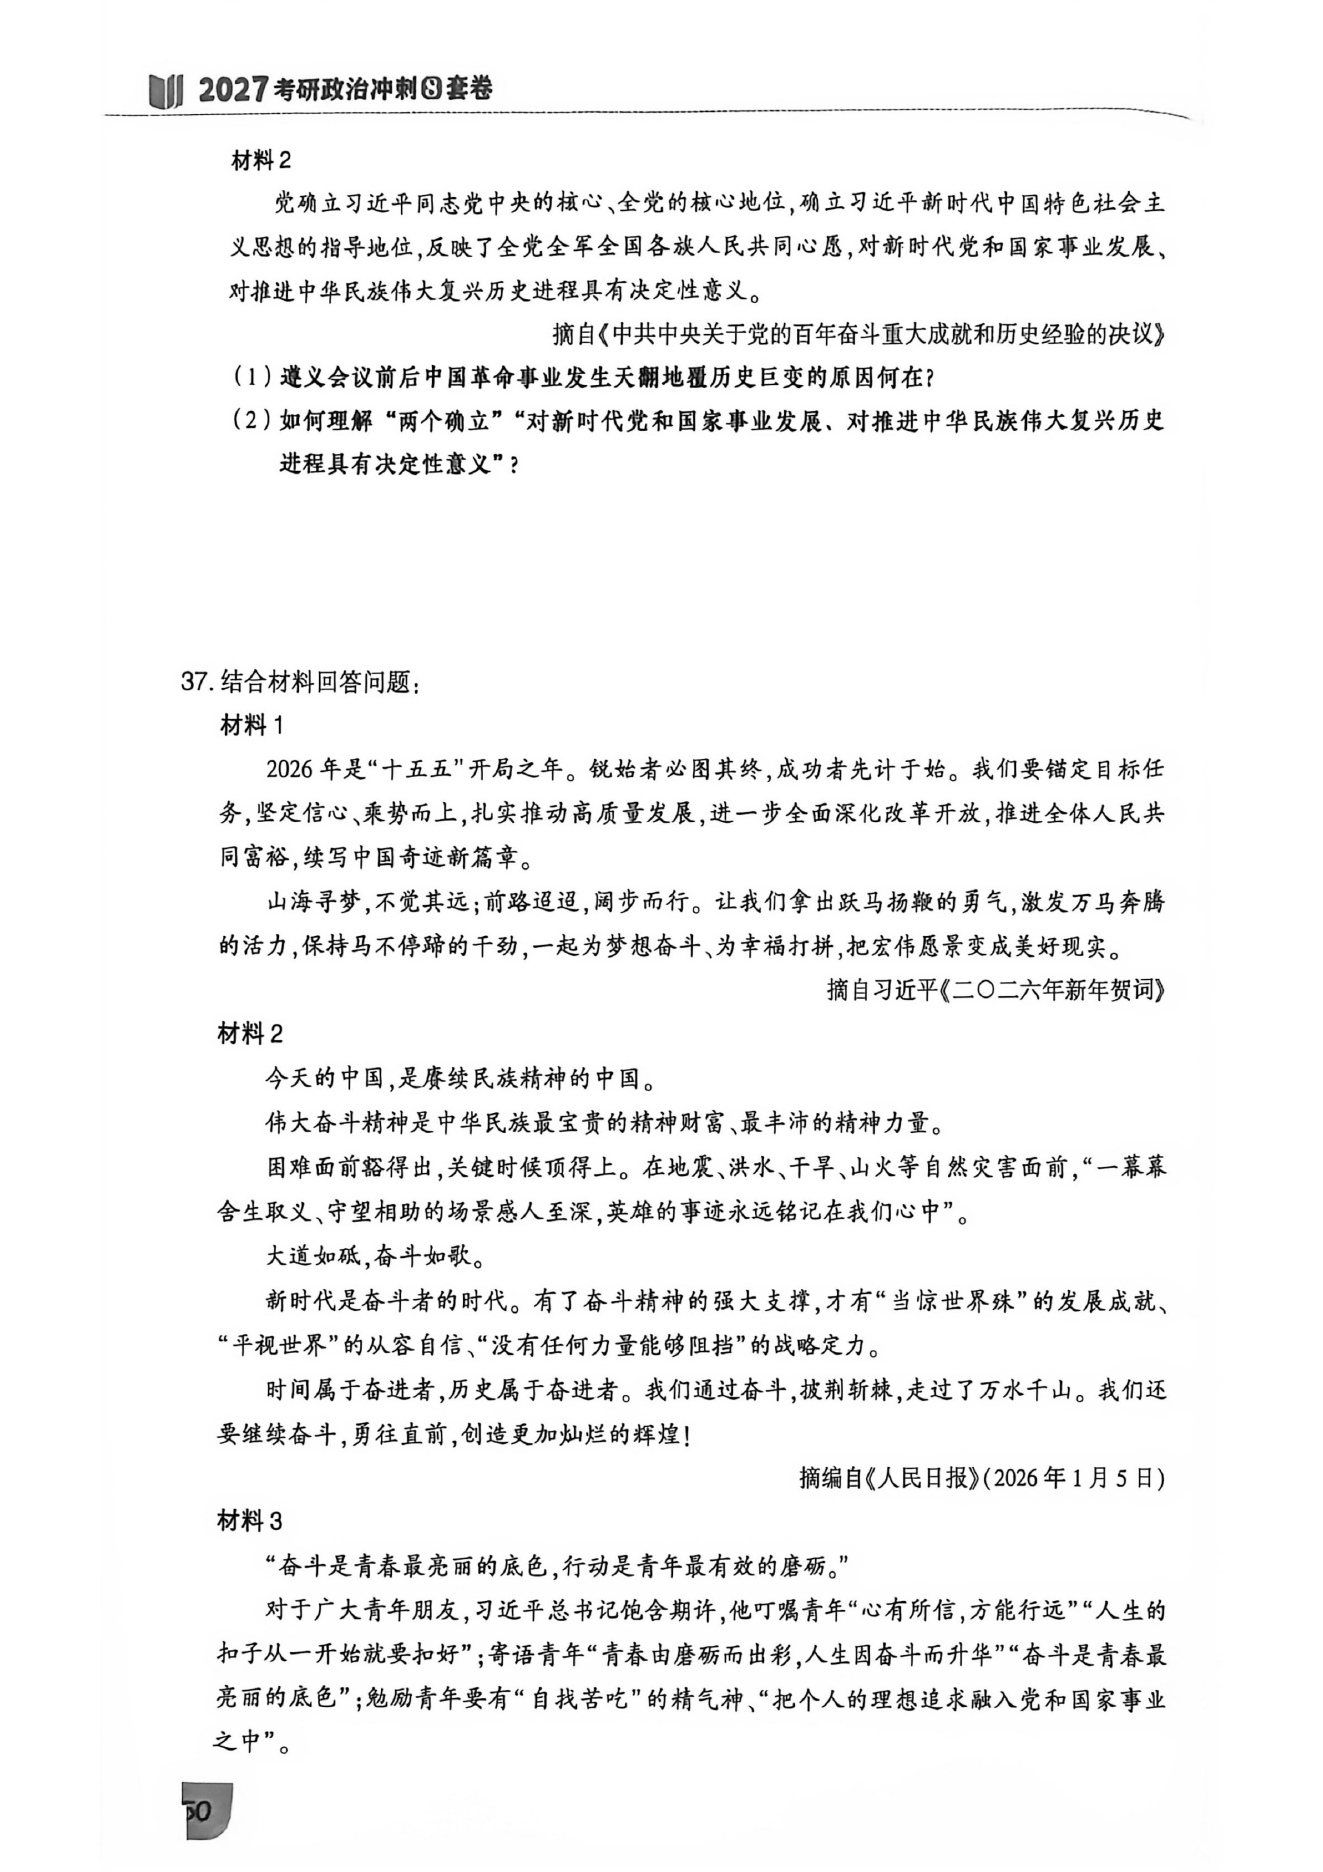 2027考研政治冲刺8套卷
材料2
党确立习近平同志党中央的核心、全党的核心地位,确立习近平新时代中国特色社会主
义思想的指导地位,反映了全党全军全国各族人民共同心愿,对新时代党和国家事业发展、
对推进中华民族伟大复兴历史进程具有决定性意义。
摘自《中共中央关于党的百年奋斗重大成就和历史经验的决议》
(1)遵义会议前后中国革命事业发生天翻地覆历史巨变的原因何在?
(2)如何理解“两个确立”“对新时代党和国家事业发展、对推进中华民族伟大复兴历史
进程具有决定性意义”?
37.结合材料回答问题:
材料1
2026年是“十五五”开局之年。锐始者必图其终,成功者先计于始。我们要锚定目标任
务,坚定信心、乘势而上,扎实推动高质量发展,进一步全面深化改革开放,推进全体人民共
同富裕,续写中国奇迹新篇章。
山海寻梦,不觉其远;前路迢迢,阔步而行。让我们拿出跃马扬鞭的勇气,激发万马奔腾
的活力,保持马不停蹄的干劲,一起为梦想奋斗、为幸福打拼,把宏伟愿景变成美好现实。
摘自习近平《二〇二六年新年贺词》
材料2
今天的中国,是赓续民族精神的中国。
伟大奋斗精神是中华民族最宝贵的精神财富、最丰沛的精神力量。
困难面前豁得出,关键时候顶得上。在地震、洪水、干旱、山火等自然灾害面前,“一幕幕
舍生取义、守望相助的场景感人至深,英雄的事迹永远铭记在我们心中”。
大道如砥,奋斗如歌。
新时代是奋斗者的时代。有了奋斗精神的强大支撑,才有“当惊世界殊”的发展成就、
“平视世界”的从容自信、“没有任何力量能够阻挡”的战略定力。
时间属于奋进者,历史属于奋进者。我们通过奋斗,披荆斩棘,走过了万水千山。我们还
要继续奋斗,勇往直前,创造更加灿烂的辉煌!
摘编自《人民日报》(2026年1月5日)
材料3
“奋斗是青春最亮丽的底色,行动是青年最有效的磨砺。”
对于广大青年朋友,习近平总书记饱含期许,他叮嘱青年“心有所信,方能行远”“人生的
扣子从一开始就要扣好”;寄语青年“青春由磨砺而出彩,人生因奋斗而升华”“奋斗是青春最
亮丽的底色”;勉励青年要有“自找苦吃”的精气神、“把个人的理想追求融入党和国家事业
之中”。
50